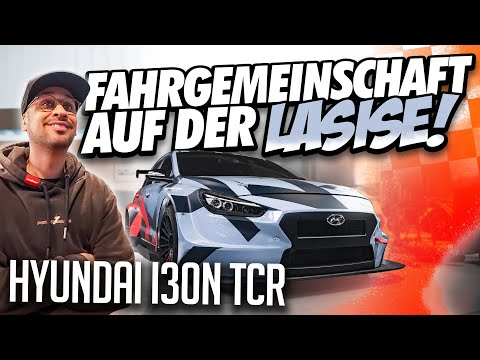 FAHRGEMEINSCHAFT
AUF DER LASISE!
HYUNDAI I30N TCR